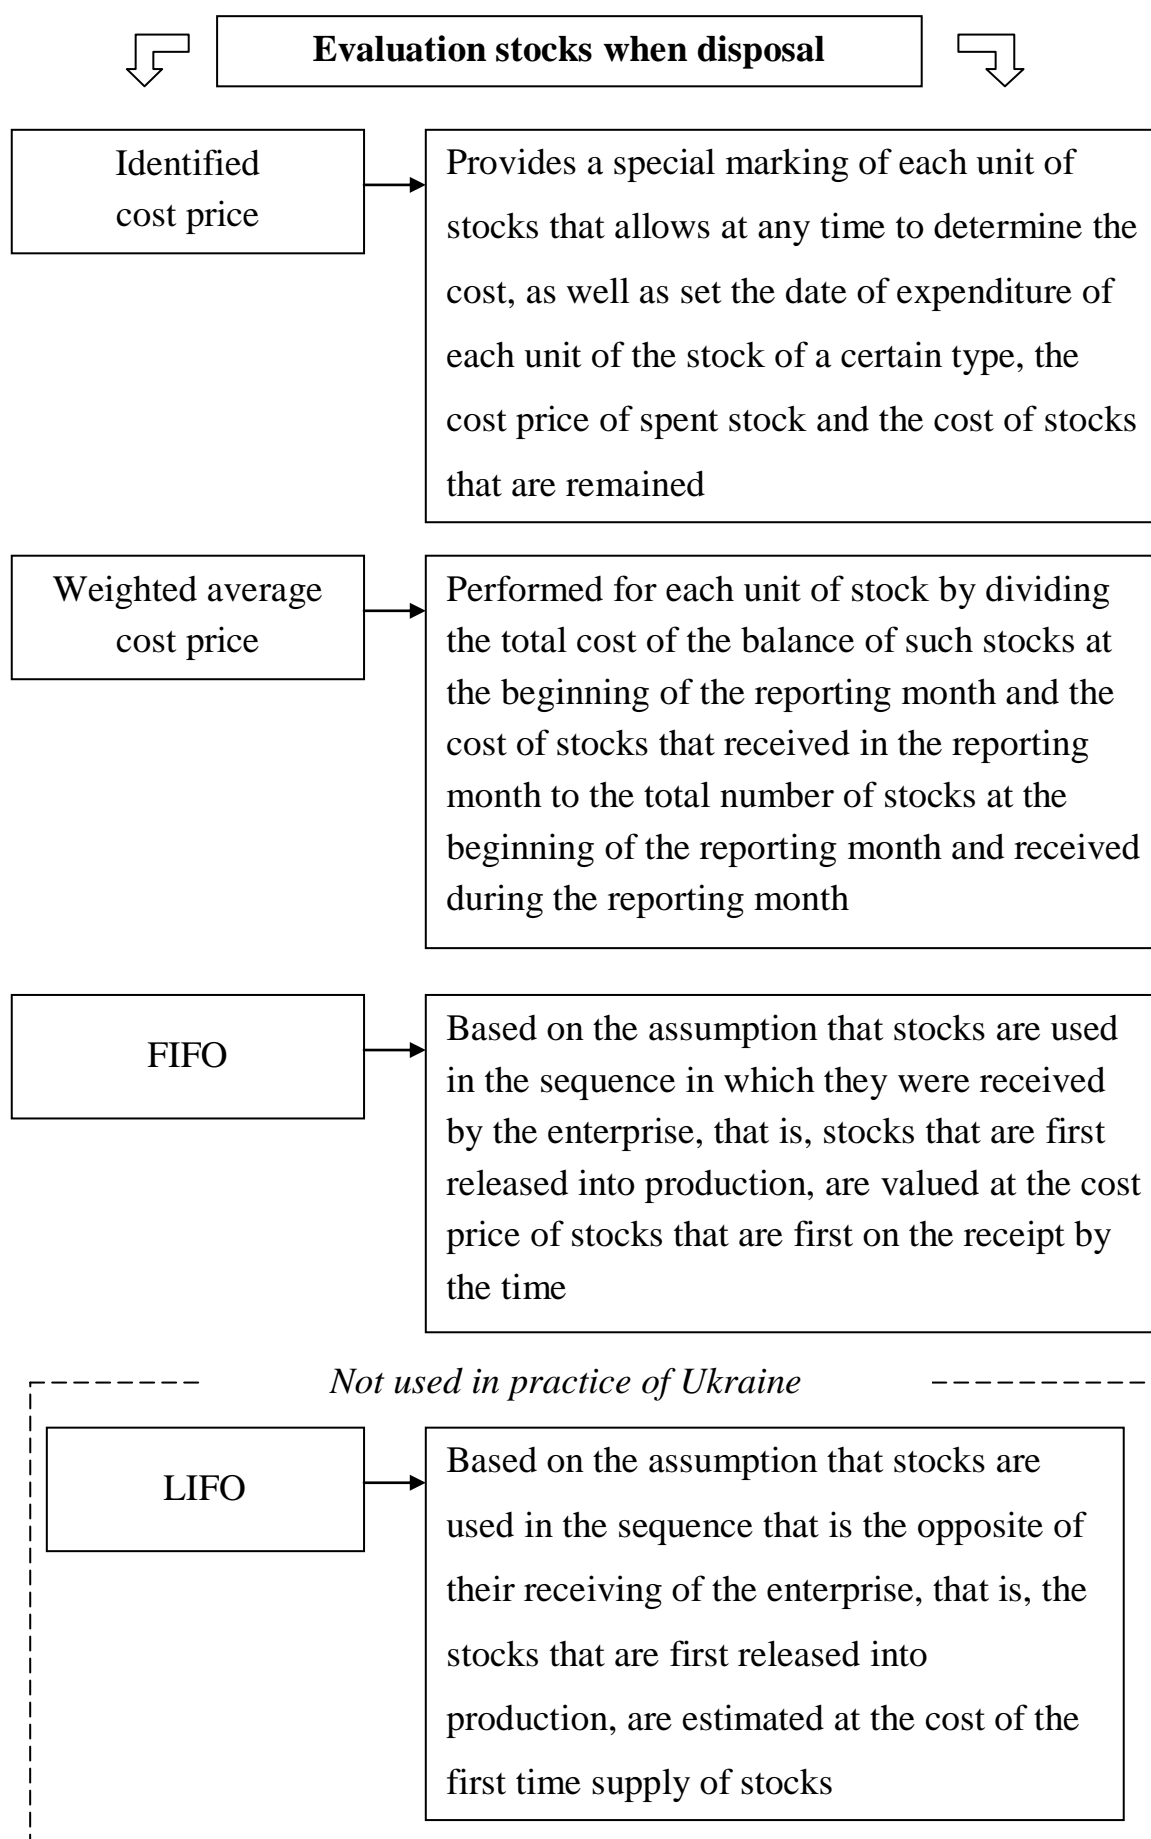 Evaluation stocks when disposal
Identified
cost price
Provides a special marking of each unit of
stocks that allows at any time to determine the
cost, as well as set the date of expenditure of
each unit of the stock of a certain type, the
cost price of spent stock and the cost of stocks
that are remained
Weighted average
cost price
Performed for each unit of stock by dividing
the total cost of the balance of such stocks at
the beginning of the reporting month and the
cost of stocks that received in the reporting
month to the total number of stocks at the
beginning of the reporting month and received
during the reporting month
FIFO
Based on the assumption that stocks are used
in the sequence in which they were received
by the enterprise, that is, stocks that are first
released into production, are valued at the cost
price of stocks that are first on the receipt by
the time
Not used in practice of Ukraine
LIFO
Based on the assumption that stocks are
used in the sequence that is the opposite of
their receiving of the enterprise, that is, the
stocks that are first released into
production, are estimated at the cost of the
first time supply of stocks